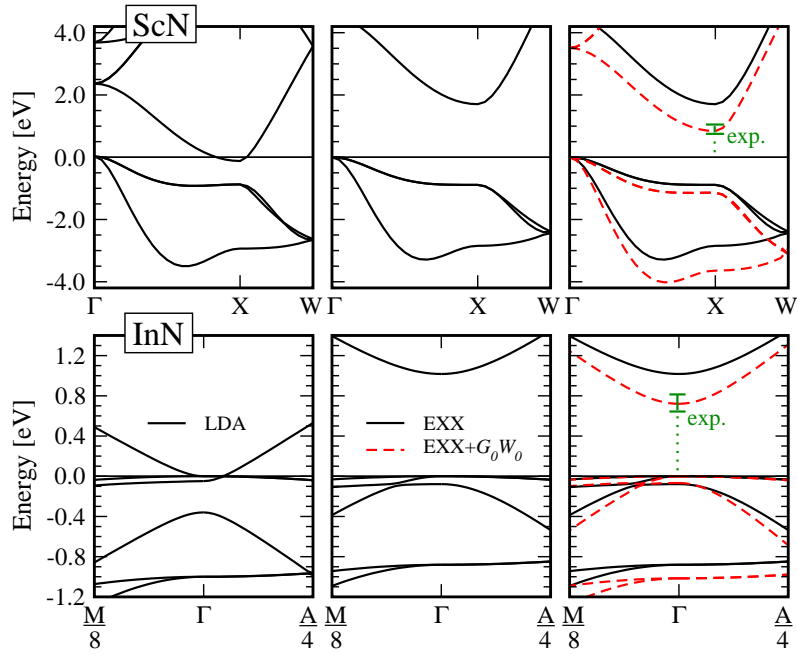 ScN
4.0
2.0
0.0
-2.0
-4.0
Energy [eV]
exp.
Γ X W Γ X W Γ X W
InN
1.2
0.8
0.4
0.0
-0.4
-0.8
-1.2
Energy [eV]
LDA
EXX
EXX+G₀W₀
exp.
M/8 Γ A/4 M/8 Γ A/4 M/8 Γ A/4